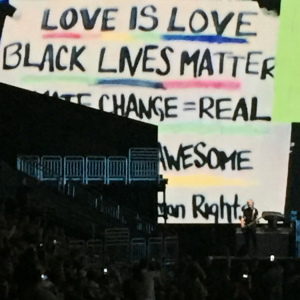 LOVE IS LOVE
BLACK LIVES MATTER
CHANGE = REAL
AWESOME
Right